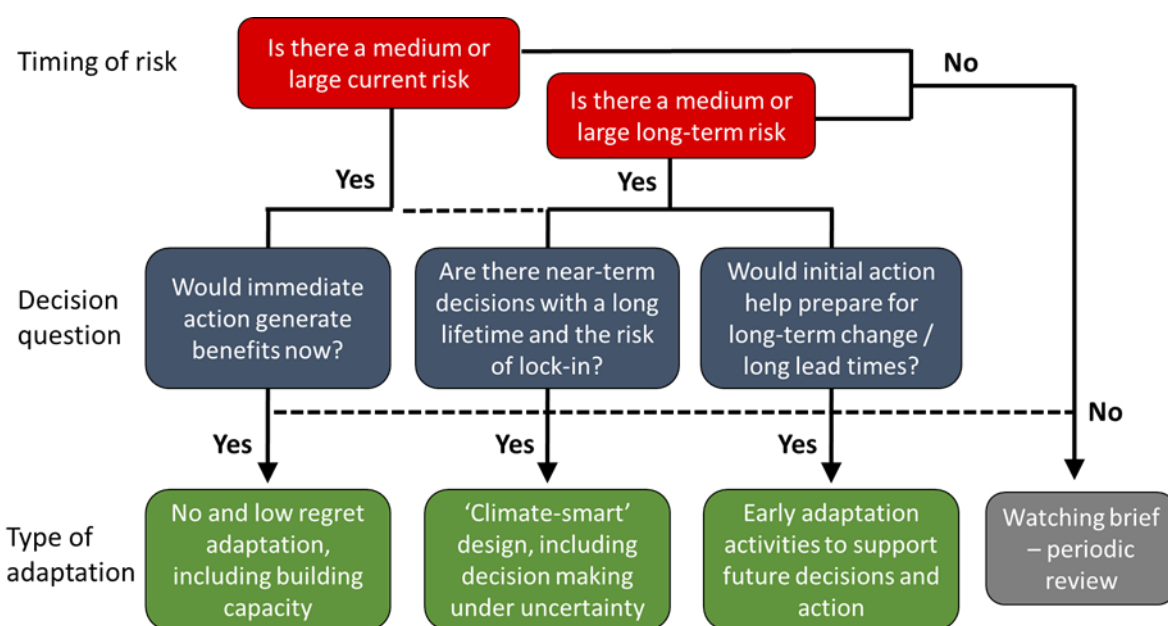 Timing of risk
Is there a medium or
large current risk
No
Is there a medium or
large long-term risk
Yes
Yes
Decision
question
Would immediate
action generate
benefits now?
Are there near-term
decisions with a long
lifetime and the risk
of lock-in?
Would initial action
help prepare for
long-term change /
long lead times?
No
Yes
Yes
Yes
Type of
adaptation
No and low regret
adaptation,
including building
capacity
‘Climate-smart’
design, including
decision making
under uncertainty
Early adaptation
activities to support
future decisions and
action
Watching brief
– periodic
review